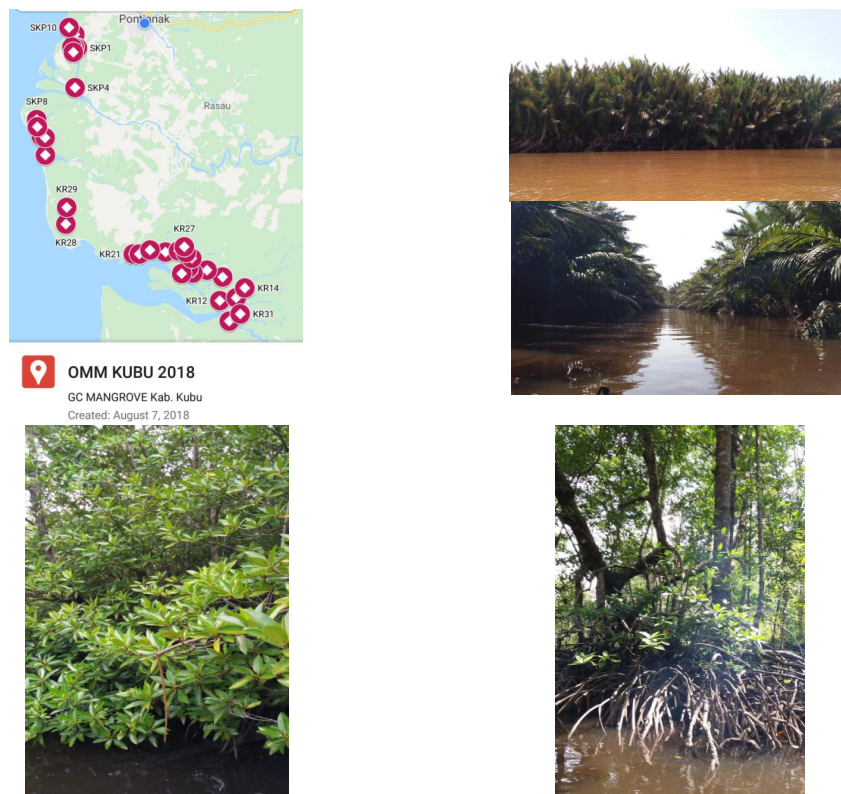 Pontianak
SKP10
SKP1
SKP4
Rasau
SKP8
KR29
KR28
KR27
KR21
KR14
KR12
KR31
OMM KUBU 2018
GC MANGROVE Kab. Kubu
Created: August 7, 2018